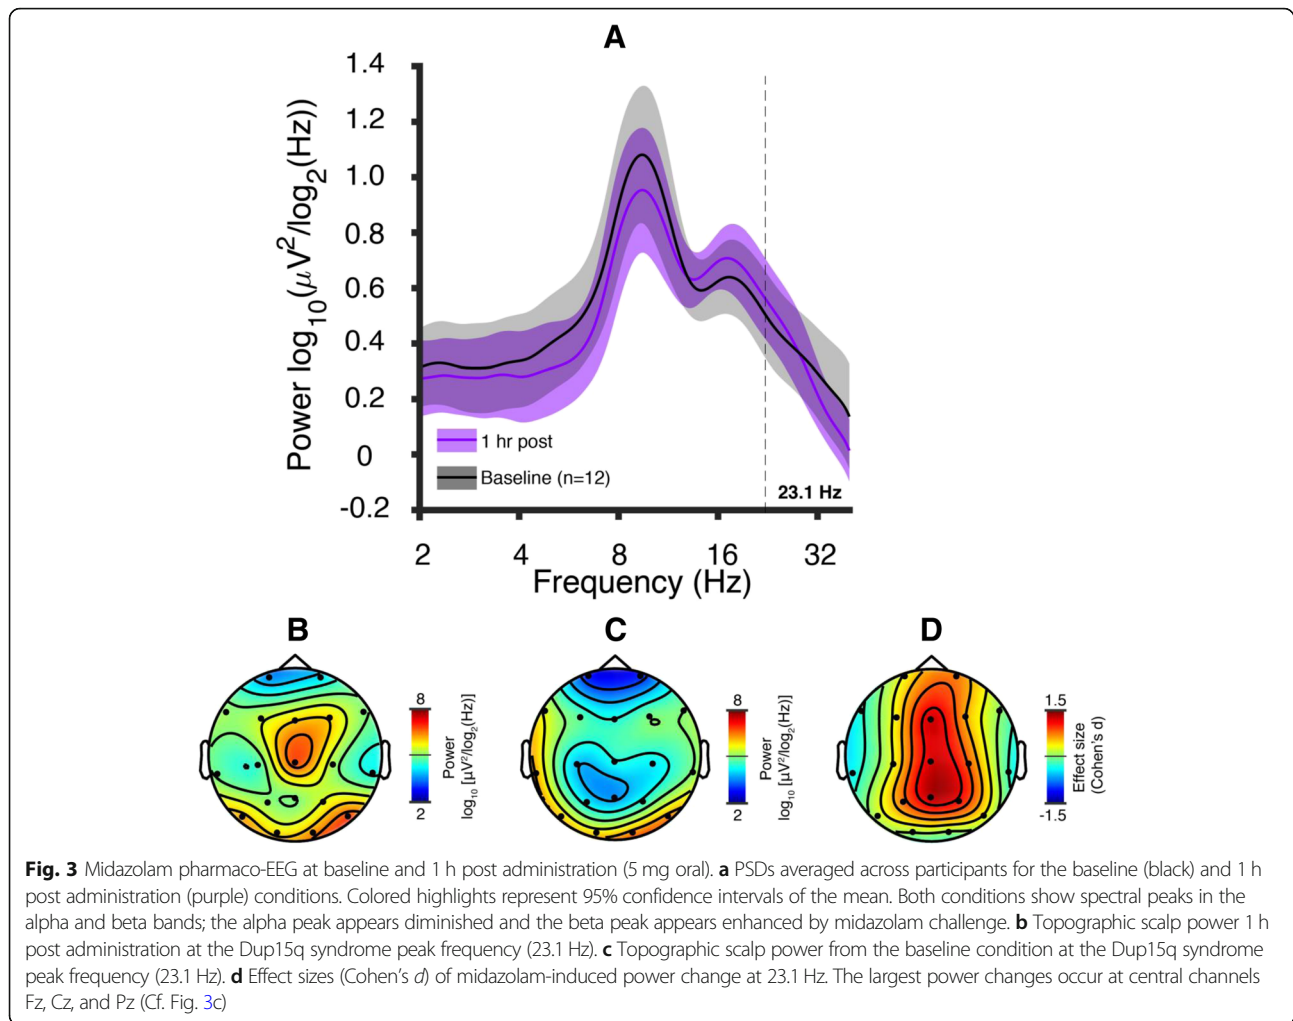 A
Power log10(μV2/log2(Hz))
1.4
1.2
1.0
0.8
0.6
0.4
0.2
0
-0.2
1 hr post
Baseline (n=12)
23.1 Hz
2 4 8 16 32
Frequency (Hz)
B C D
8
2
Power
log10 [μV2/log2(Hz)]
8
2
Power
log10 [μV2/log2(Hz)]
1.5
-1.5
Effect size
(Cohen's d)
Fig. 3 Midazolam pharmaco-EEG at baseline and 1 h post administration (5 mg oral). a PSDs averaged across participants for the baseline (black) and 1 h
post administration (purple) conditions. Colored highlights represent 95% confidence intervals of the mean. Both conditions show spectral peaks in the
alpha and beta bands; the alpha peak appears diminished and the beta peak appears enhanced by midazolam challenge. b Topographic scalp power 1 h
post administration at the Dup15q syndrome peak frequency (23.1 Hz). c Topographic scalp power from the baseline condition at the Dup15q syndrome
peak frequency (23.1 Hz). d Effect sizes (Cohen's d) of midazolam-induced power change at 23.1 Hz. The largest power changes occur at central channels
Fz, Cz, and Pz (Cf. Fig. 3c)